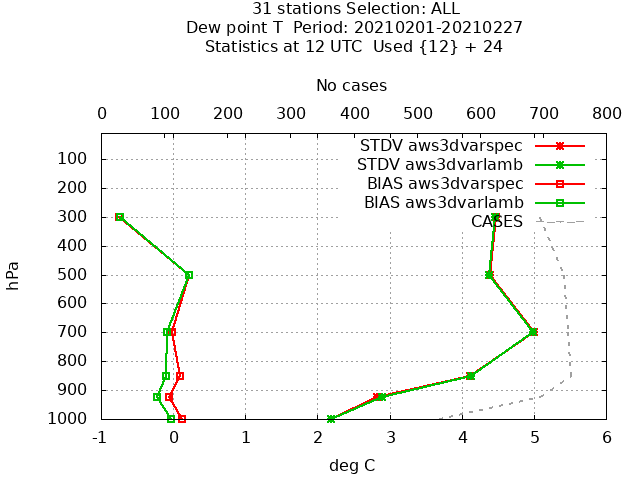 31 stations Selection: ALL
Dew point T  Period: 20210201-20210227
Statistics at 12 UTC  Used {12} + 24
No cases
0 100 200 300 400 500 600 700 800
STDV aws3dvarspec
STDV aws3dvarlamb
BIAS aws3dvarspec
BIAS aws3dvarlamb
CASES
100
200
300
400
500
600
700
800
900
1000
hPa
-1 0 1 2 3 4 5 6
deg C